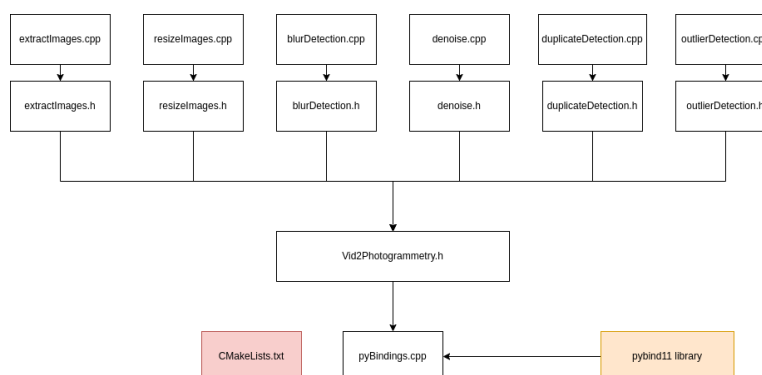 extractImages.cpp
resizeImages.cpp
blurDetection.cpp
denoise.cpp
duplicateDetection.cpp
outlierDetection.cp
extractImages.h
resizeImages.h
blurDetection.h
denoise.h
duplicateDetection.h
outlierDetection.h
Vid2Photogrammetry.h
CMakeLists.txt
pyBindings.cpp
pybind11 library